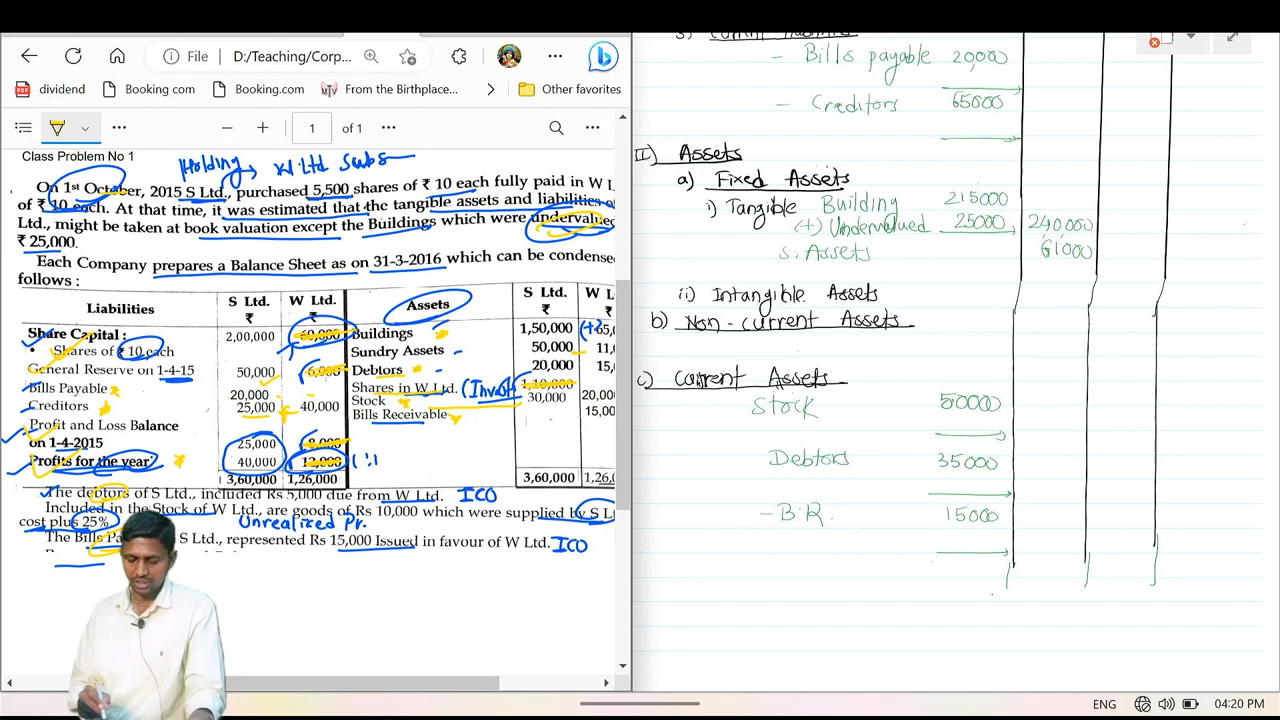 File D:/Teaching/Corp...
dividend Booking.com Booking.com From the Birthplace... Other favorites
1 of 1
Class Problem No 1
Holding W Ltd Subs
On 1st October, 2015 S Ltd., purchased 5,500 shares of ₹ 10 each fully paid in W L
of ₹ 10 each. At that time, it was estimated that the tangible assets and liabilities o
Ltd., might be taken at book valuation except the Buildings which were undervalued
₹ 25,000.
Each Company prepares a Balance Sheet as on 31-3-2016 which can be condense
follows :
Liabilities S Ltd. ₹ W Ltd. ₹ Assets S Ltd. ₹ W L
Share Capital : 2,00,000 60,000 Buildings 1,50,000 65,
Shares of ₹ 10 each Sundry Assets 50,000 11,
General Reserve on 1-4-15 50,000 6,000 Debtors 20,000 15,
Bills Payable 20,000 Shares in W Ltd. (Invest 1,10,000
Creditors 25,000 40,000 Stock 30,000 20,00
Profit and Loss Balance Bills Receivable 15,00
on 1-4-2015 25,000 8,000
Profits for the year 40,000 12,000
3,60,000 1,26,000 3,60,000 1,26,
The debtors of S Ltd., included Rs 5,000 due from W Ltd. ICO
Included in the Stock of W Ltd., are goods of Rs 10,000 which were supplied by S L
cost plus 25% Unrealized Pr.
The Bills Pa S Ltd., represented Rs 15,000 Issued in favour of W Ltd. ICO
- Bills payable 20,000
- Creditors 65000
II) Assets
a) Fixed Assets
i) Tangible Building 215000
(+) Undervalued 25000 240000
S. Assets 61000
ii) Intangible Assets
b) Non-current Assets
c) Current Assets
Stock 50000
Debtors 35000
- B.R. 15000
ENG 04:20 PM